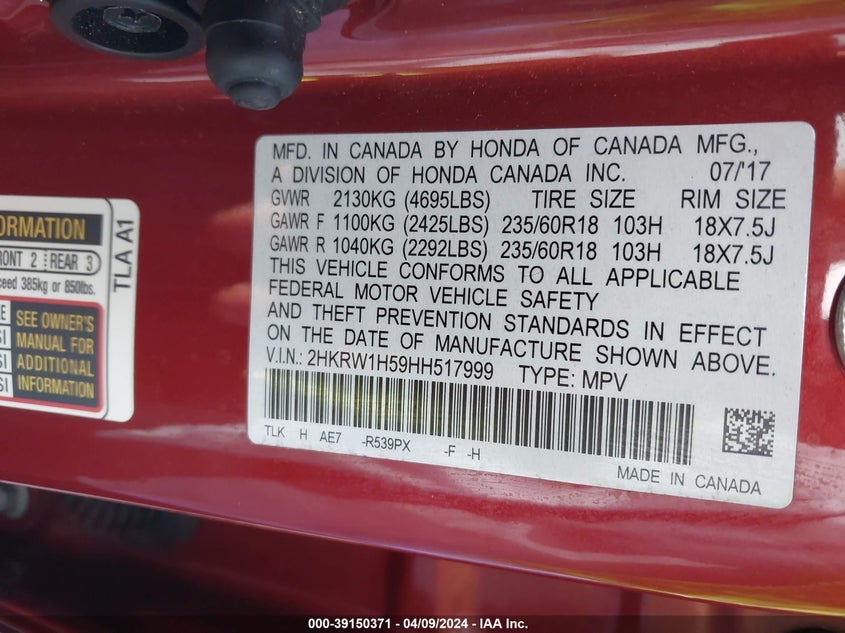 MFD. IN CANADA BY HONDA OF CANADA MFG.,
A DIVISION OF HONDA CANADA INC. 07/'17
GVWR 2130KG (4695LBS) TIRE SIZE RIM SIZE
GAWR F 1100KG (2425LBS) 235/60R18 103H 18X7.5J
GAWR R 1040KG (2292LBS) 235/60R18 103H 18X7.5J
THIS VEHICLE CONFORMS TO ALL APPLICABLE
FEDERAL MOTOR VEHICLE SAFETY
AND THEFT PREVENTION STANDARDS IN EFFECT
ON THE DATE OF MANUFACTURE SHOWN ABOVE.
V.I.N.: 2HKRW1H59HH517999 TYPE: MPV
TLK H AE7 -R539PX -F -H
MADE IN CANADA
2 REAR 3
385kg or 850lbs.
SEE OWNER'S
MANUAL FOR
ADDITIONAL
INFORMATION
TLA A1
000-39150371 - 04/09/2024 - IAA Inc.